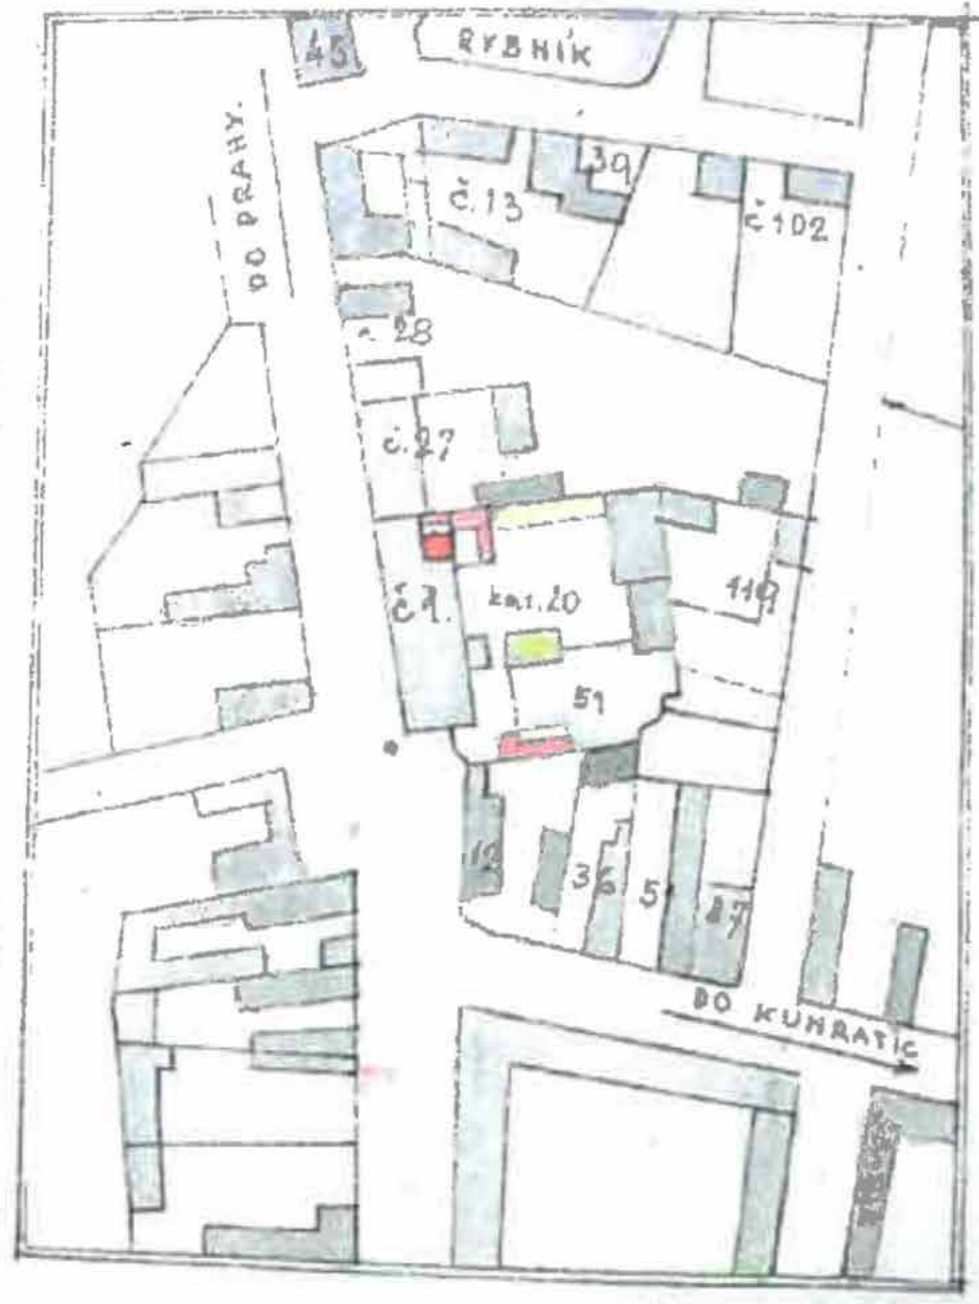 45
RYBNÍK
DO PRAHY.
39
č.13
č 102
28
č.27
č 1.
kat. 20
119
51
12
36
5
27
DO KUNRATIC